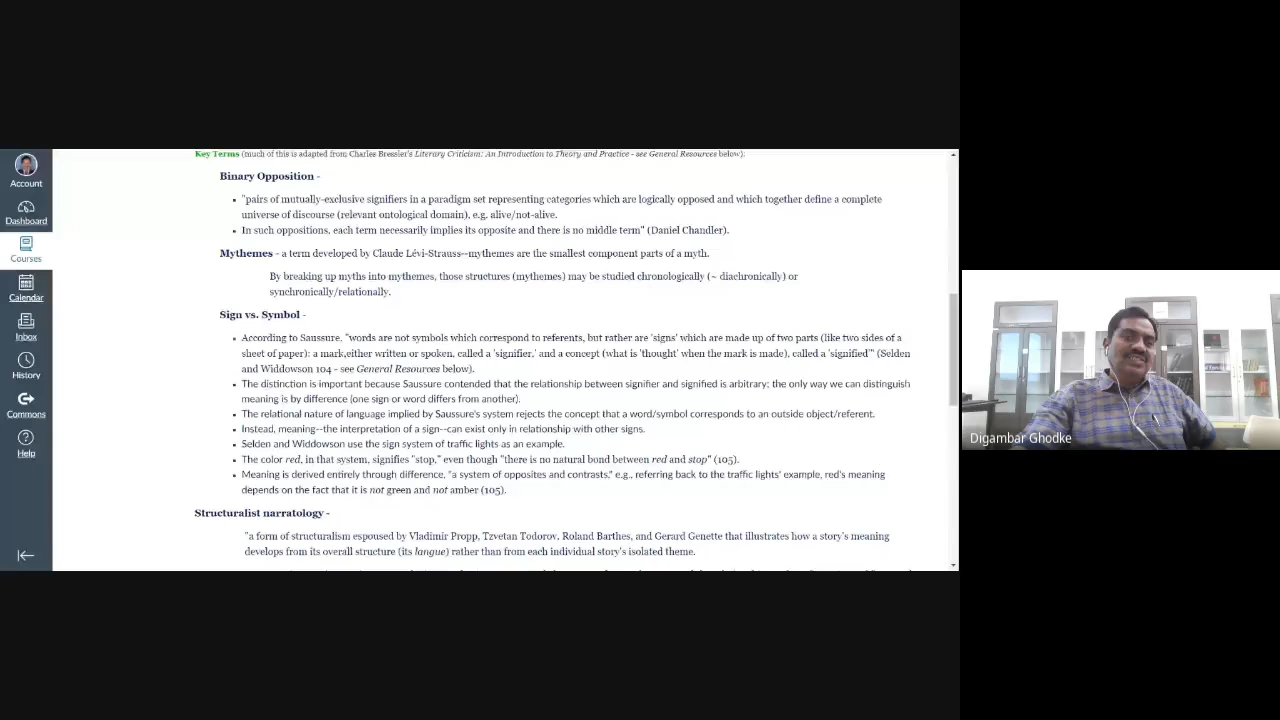 Account
Dashboard
Courses
Calendar
Inbox
History
Commons
Help
Key Terms (much of this is adapted from Charles Bressler's Literary Criticism: An Introduction to Theory and Practice - see General Resources below):
Binary Opposition -
"pairs of mutually-exclusive signifiers in a paradigm set representing categories which are logically opposed and which together define a complete
universe of discourse (relevant ontological domain), e.g. alive/not-alive.
In such oppositions, each term necessarily implies its opposite and there is no middle term" (Daniel Chandler).
Mythemes - a term developed by Claude Lévi-Strauss--mythemes are the smallest component parts of a myth.
By breaking up myths into mythemes, those structures (mythemes) may be studied chronologically (~ diachronically) or
synchronically/relationally.
Sign vs. Symbol -
According to Saussure, "words are not symbols which correspond to referents, but rather are 'signs' which are made up of two parts (like two sides of a
sheet of paper): a mark,either written or spoken, called a 'signifier,' and a concept (what is 'thought' when the mark is made), called a 'signified'" (Selden
and Widdowson 104 - see General Resources below).
The distinction is important because Saussure contended that the relationship between signifier and signified is arbitrary; the only way we can distinguish
meaning is by difference (one sign or word differs from another).
The relational nature of language implied by Saussure's system rejects the concept that a word/symbol corresponds to an outside object/referent.
Instead, meaning--the interpretation of a sign--can exist only in relationship with other signs.
Selden and Widdowson use the sign system of traffic lights as an example.
The color red, in that system, signifies "stop," even though "there is no natural bond between red and stop" (105).
Meaning is derived entirely through difference, "a system of opposites and contrasts," e.g., referring back to the traffic lights' example, red's meaning
depends on the fact that it is not green and not amber (105).
Structuralist narratology -
"a form of structuralism espoused by Vladimir Propp, Tzvetan Todorov, Roland Barthes, and Gerard Genette that illustrates how a story's meaning
develops from its overall structure (its langue) rather than from each individual story's isolated theme.
Digambar Ghodke